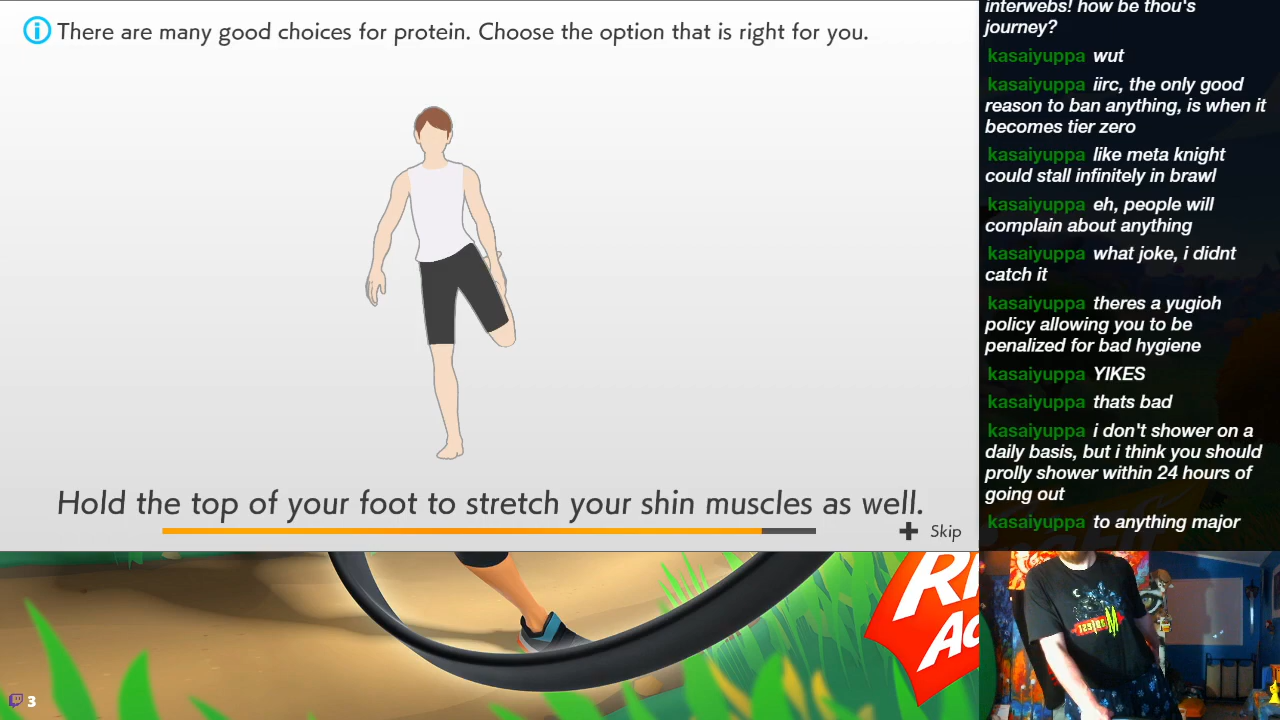 There are many good choices for protein. Choose the option that is right for you.
Hold the top of your foot to stretch your shin muscles as well.
Skip
3
interwebs! how be thou's
journey?
kasaiyuppa wut
kasaiyuppa iirc, the only good
reason to ban anything, is when it
becomes tier zero
kasaiyuppa like meta knight
could stall infinitely in brawl
kasaiyuppa eh, people will
complain about anything
kasaiyuppa what joke, i didnt
catch it
kasaiyuppa theres a yugioh
policy allowing you to be
penalized for bad hygiene
kasaiyuppa YIKES
kasaiyuppa thats bad
kasaiyuppa i don't shower on a
daily basis, but i think you should
prolly shower within 24 hours of
going out
kasaiyuppa to anything major